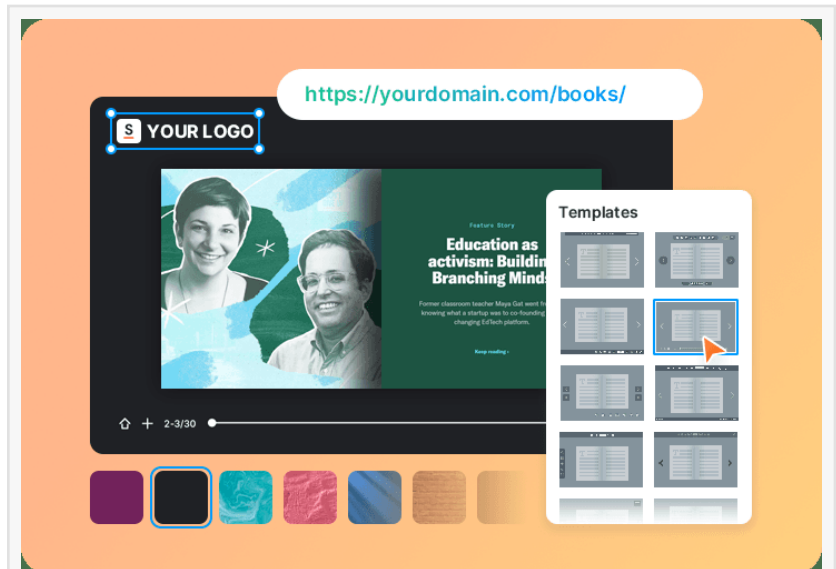 https://yourdomain.com/books/
S YOUR LOGO
Templates
Feature Story
Education as
activism: Buildin
Branching Mind
Former classroom teacher Maya Gat went fr
knowing what a startup was to co-founding
changing EdTech platform.
Keep reading ›
2-3/30